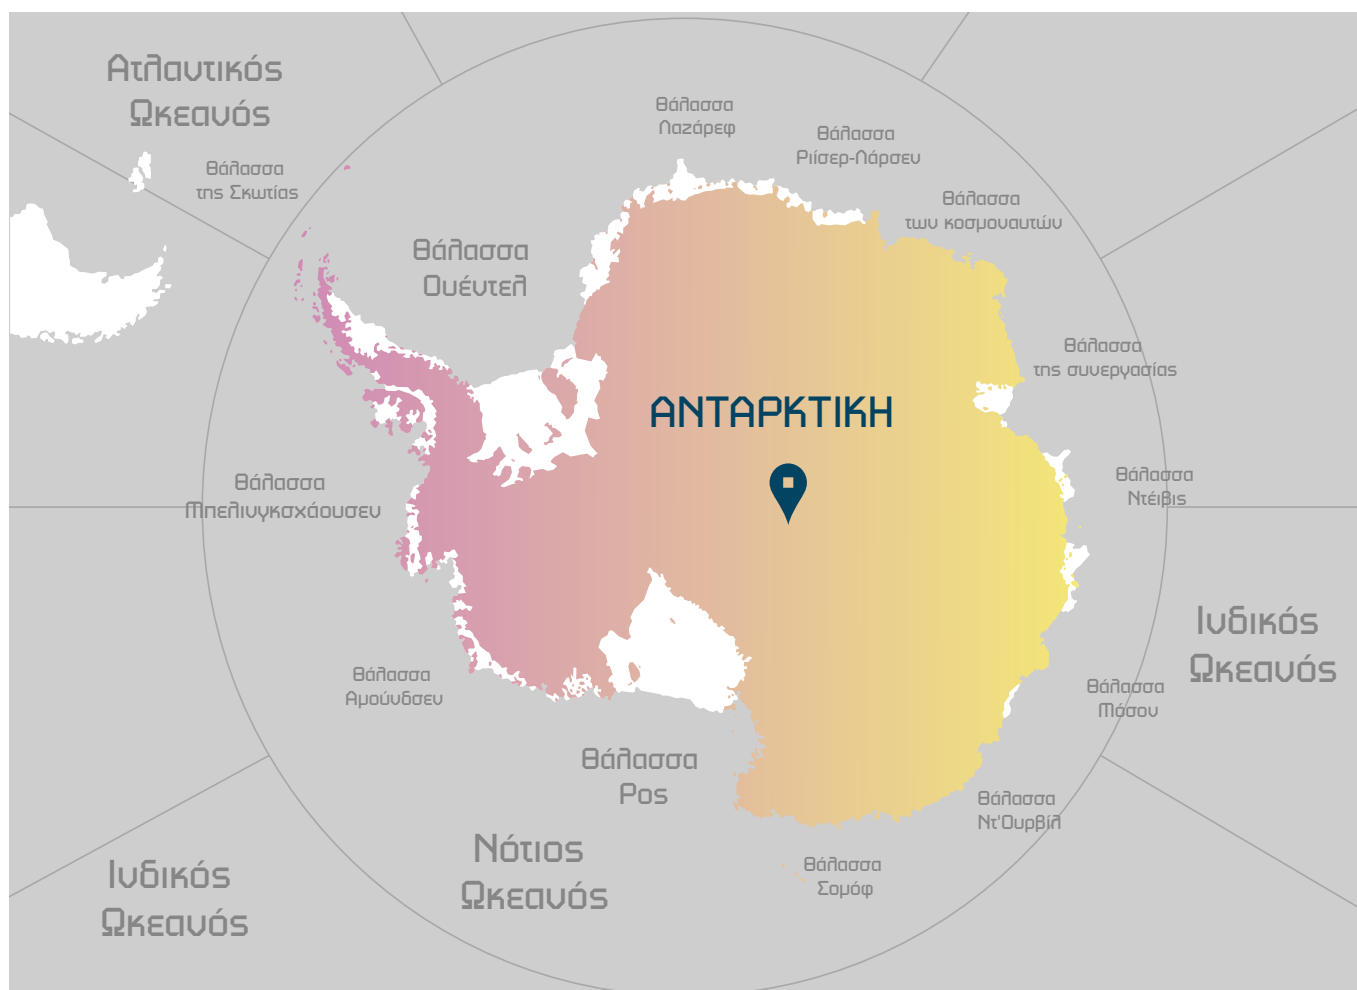 Ατλαντικός
Ωκεανός
Θάλασσα
της Σκωτίας
Θάλασσα
Λαζάρεφ
Θάλασσα
Ριίσερ-Λάρσεν
Θάλασσα
των κοσμοναυτών
Θάλασσα
Ουέντελ
Θάλασσα
της συνεργασίας
ΑΝΤΑΡΚΤΙΚΗ
Θάλασσα
Ντέιβις
Θάλασσα
Μπελινγκσχάουσεν
Ινδικός
Ωκεανός
Θάλασσα
Αμούνδσεν
Θάλασσα
Μόσον
Θάλασσα
Ρος
Θάλασσα
Ντ'Ουρβίλ
Νότιος
Ωκεανός
Θάλασσα
Σομόφ
Ινδικός
Ωκεανός